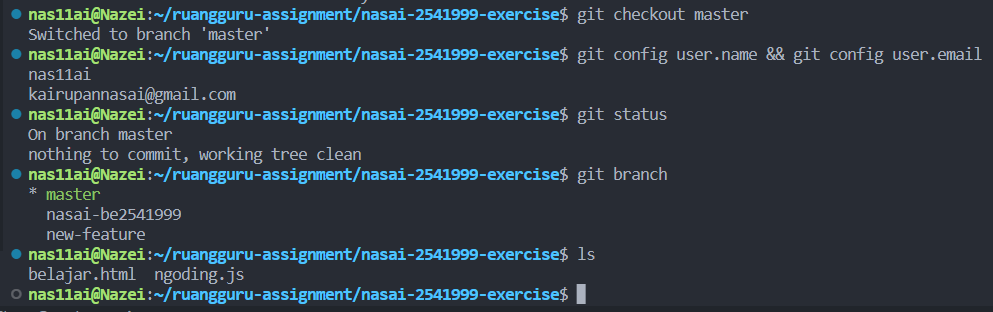 nas11ai@Nazei:~/ruangguru-assignment/nasai-2541999-exercise$ git checkout master
Switched to branch 'master'
nas11ai@Nazei:~/ruangguru-assignment/nasai-2541999-exercise$ git config user.name && git config user.email
nas11ai
kairupannasai@gmail.com
nas11ai@Nazei:~/ruangguru-assignment/nasai-2541999-exercise$ git status
On branch master
nothing to commit, working tree clean
nas11ai@Nazei:~/ruangguru-assignment/nasai-2541999-exercise$ git branch
* master
  nasai-be2541999
  new-feature
nas11ai@Nazei:~/ruangguru-assignment/nasai-2541999-exercise$ ls
belajar.html  ngoding.js
nas11ai@Nazei:~/ruangguru-assignment/nasai-2541999-exercise$